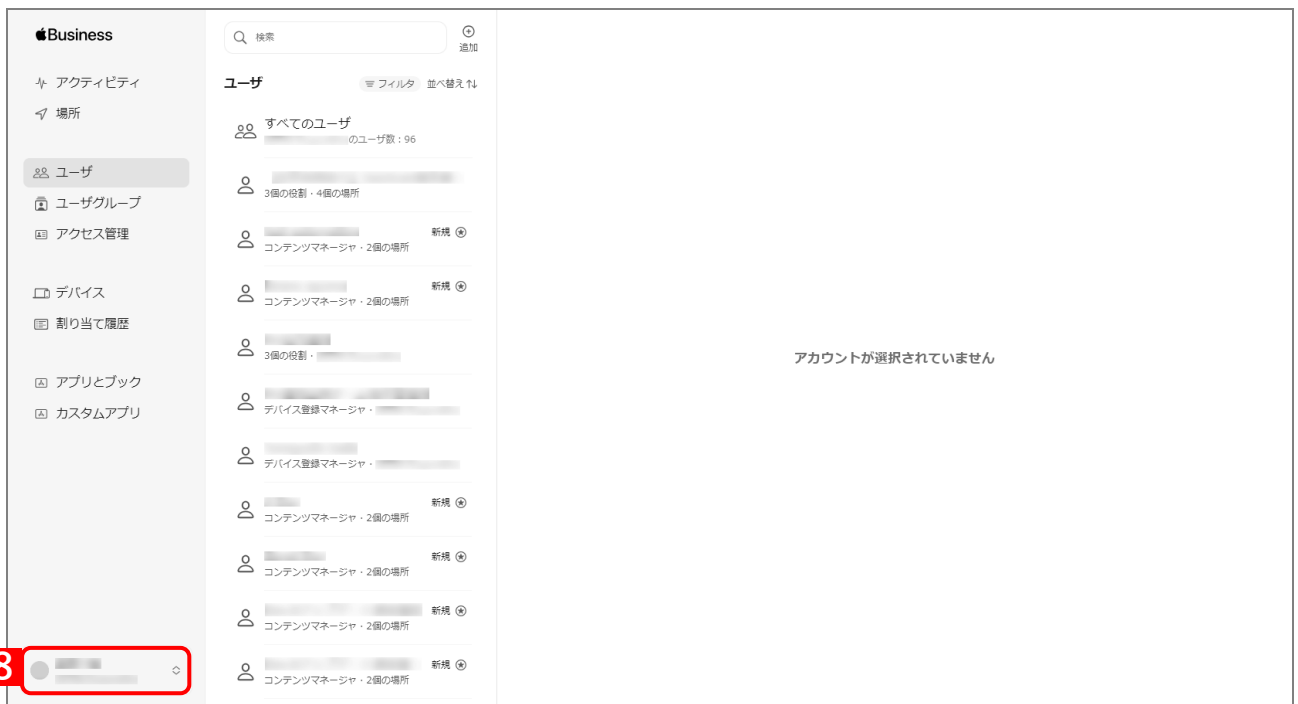 Business
アクティビティ
場所
ユーザ
ユーザグループ
アクセス管理
デバイス
割り当て履歴
アプリとブック
カスタムアプリ
8
検索
追加
ユーザ
フィルタ 並べ替え↑↓
すべてのユーザ
のユーザ数：96
3個の役割・4個の場所
新規
コンテンツマネージャ・2個の場所
新規
コンテンツマネージャ・2個の場所
3個の役割・
デバイス登録マネージャ・
デバイス登録マネージャ・
新規
コンテンツマネージャ・2個の場所
新規
コンテンツマネージャ・2個の場所
新規
コンテンツマネージャ・2個の場所
新規
コンテンツマネージャ・2個の場所
アカウントが選択されていません